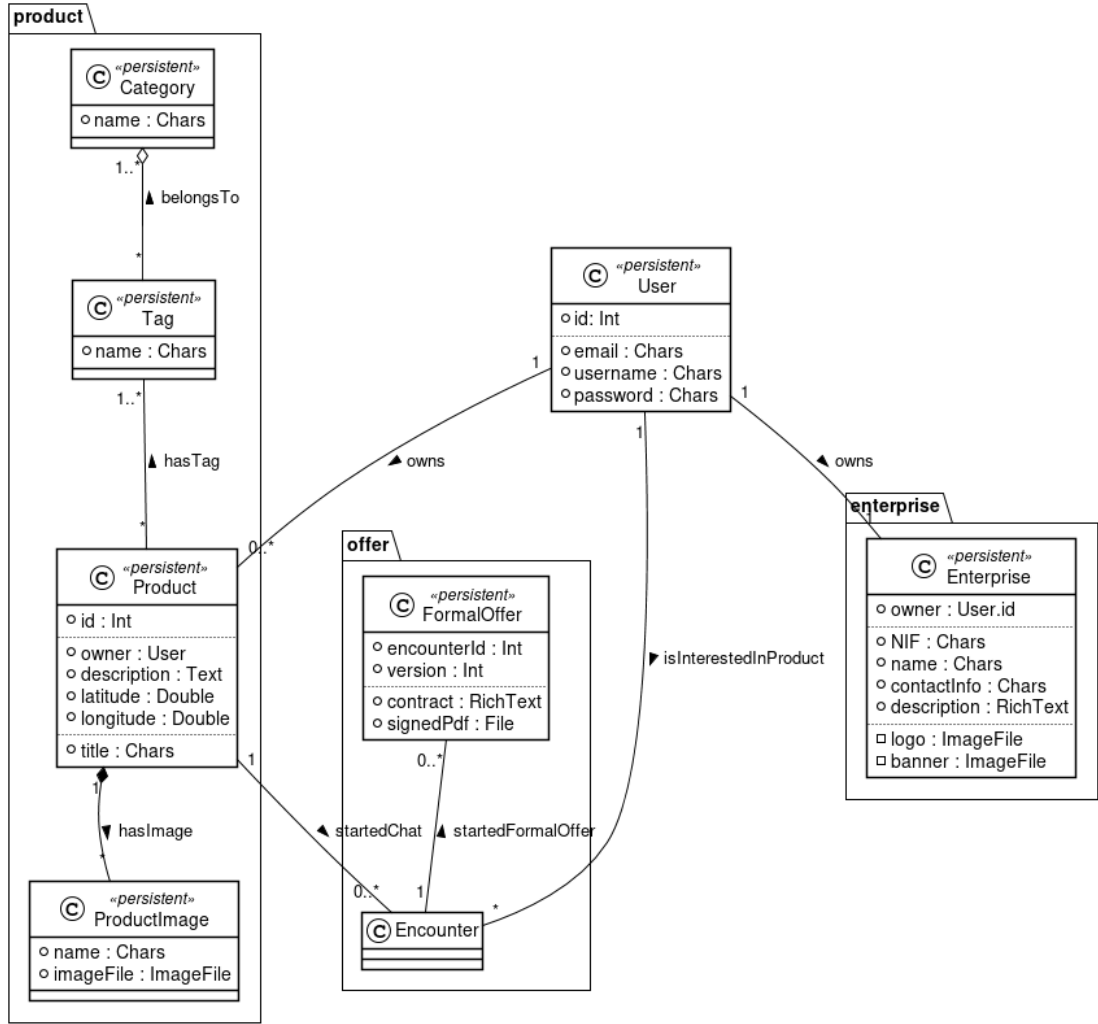 product
C
«persistent»
Category
name : Chars
1..*
belongsTo
*
C
«persistent»
Tag
name : Chars
1..*
hasTag
*
C
«persistent»
Product
id : Int
owner : User
description : Text
latitude : Double
longitude : Double
title : Chars
1
hasImage
*
C
«persistent»
ProductImage
name : Chars
imageFile : ImageFile
C
«persistent»
User
id: Int
email : Chars
username : Chars
password : Chars
1
owns
0..*
1
isInterestedInProduct
*
1
owns
1
offer
C
«persistent»
FormalOffer
encounterId : Int
version : Int
contract : RichText
signedPdf : File
0..*
startedFormalOffer
1
1
startedChat
0..*
C
Encounter
enterprise
C
«persistent»
Enterprise
owner : User.id
NIF : Chars
name : Chars
contactInfo : Chars
description : RichText
logo : ImageFile
banner : ImageFile